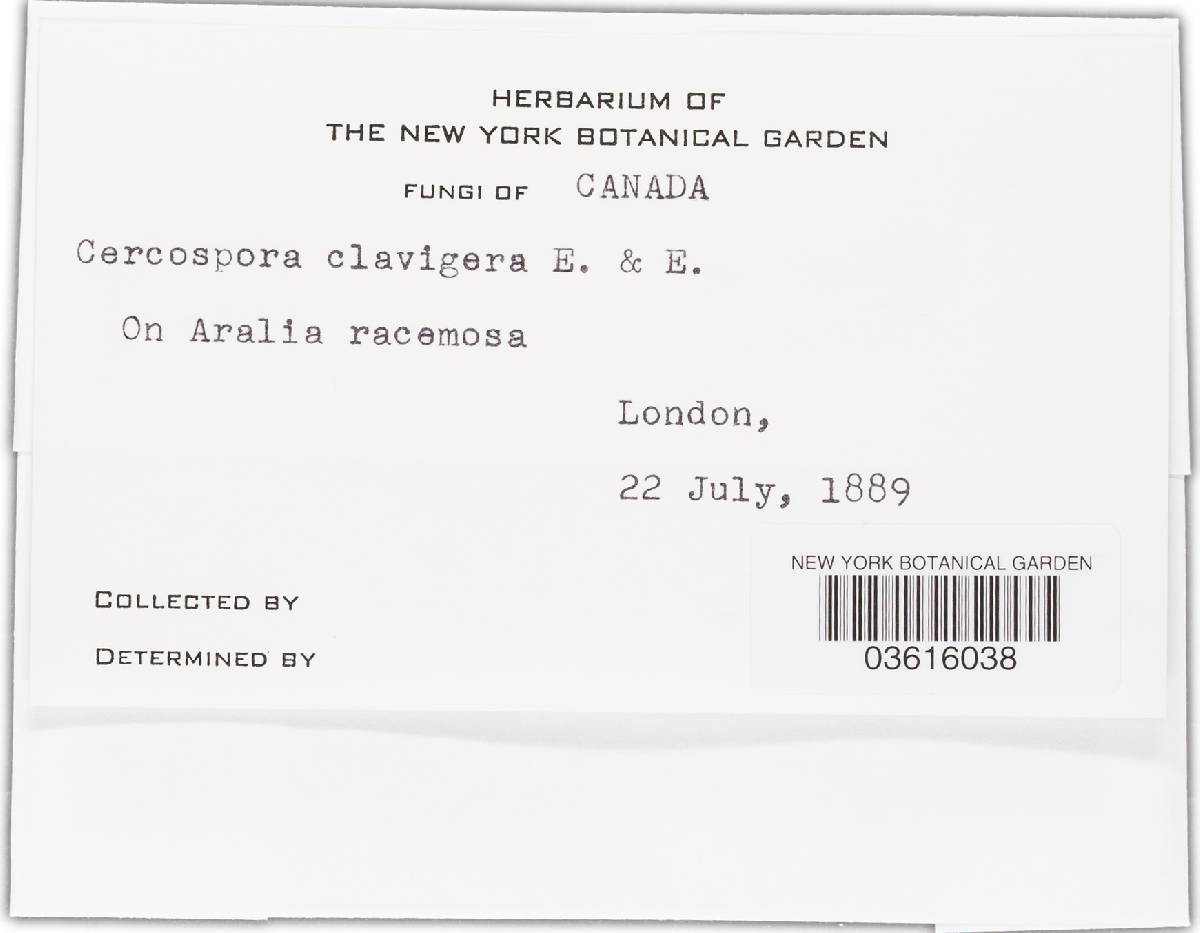 HERBARIUM OF
THE NEW YORK BOTANICAL GARDEN
FUNGI OF CANADA
Cercospora clavigera E. & E.
On Aralia racemosa
London,
22 July, 1889
COLLECTED BY
DETERMINED BY
NEW YORK BOTANICAL GARDEN
03616038